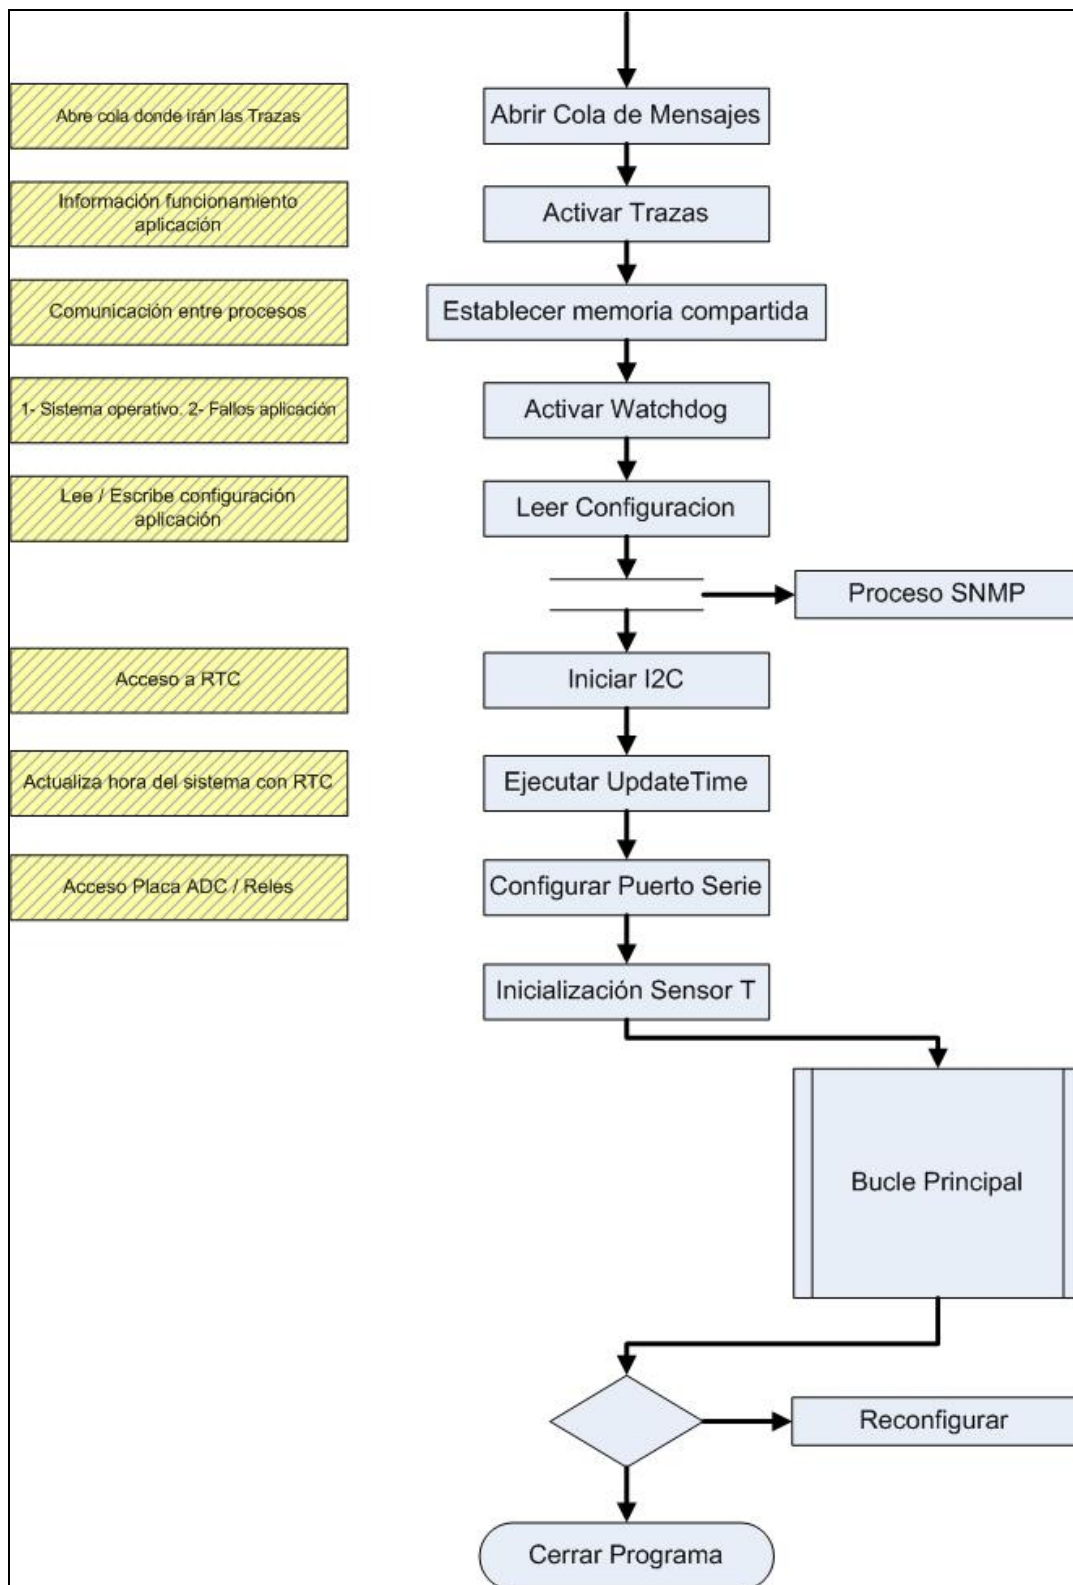 Abre cola donde irán las Trazas
Abrir Cola de Mensajes
Información funcionamiento
aplicación
Activar Trazas
Comunicación entre procesos
Establecer memoria compartida
1- Sistema operativo. 2- Fallos aplicación
Activar Watchdog
Lee / Escribe configuración
aplicación
Leer Configuracion
Proceso SNMP
Acceso a RTC
Iniciar I2C
Actualiza hora del sistema con RTC
Ejecutar UpdateTime
Acceso Placa ADC / Reles
Configurar Puerto Serie
Inicialización Sensor T
Bucle Principal
Reconfigurar
Cerrar Programa